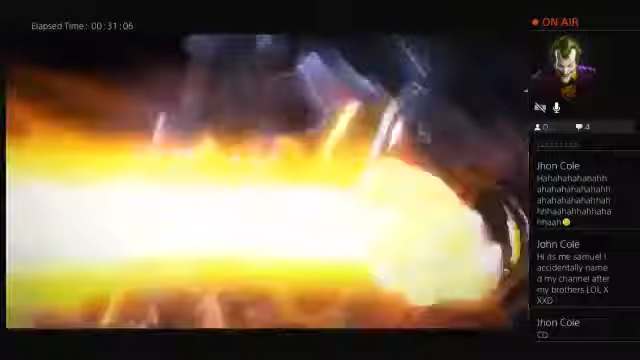 Elapsed Time : 00:31:06
ON AIR
0 4
Jhon Cole
Hahahahahahahh
ahahahahahahahh
ahahahahahahhah
hhhaahahhahhaha
hhaah
John Cole
Hi its me samuel I
accidentally name
d my channel after
my brothers LOL X
XXD
Jhon Cole
CD